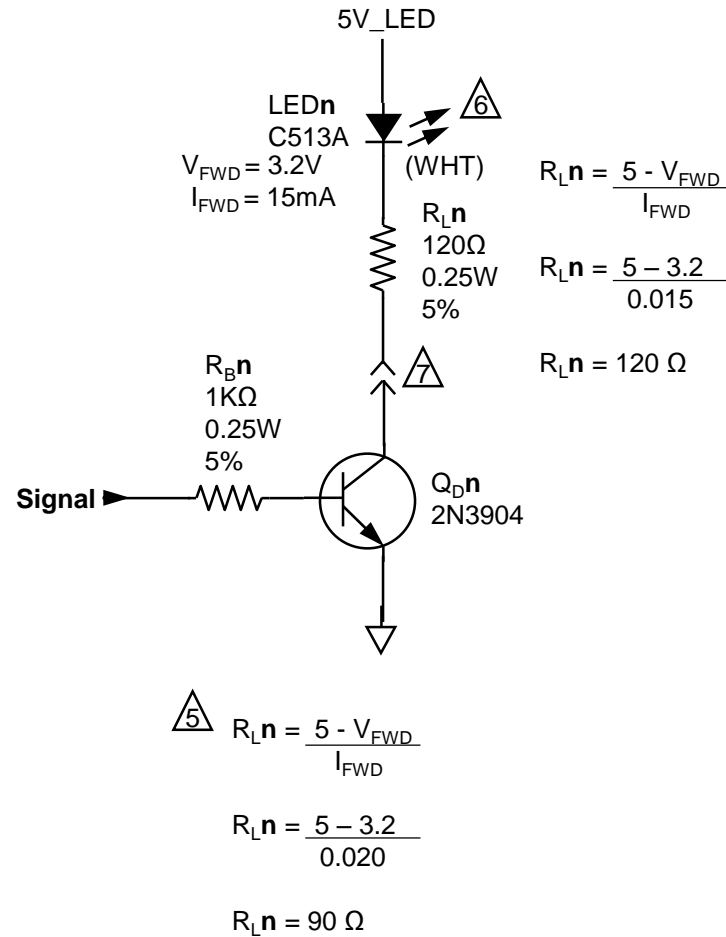 5V_LED
LEDn
C513A
V_FWD = 3.2V
I_FWD = 15mA
6
(WHT)
R_Ln
120Ω
0.25W
5%
R_Ln = 5 - V_FWD
I_FWD
R_Ln = 5 – 3.2
0.015
R_Ln = 120 Ω
7
R_Bn
1KΩ
0.25W
5%
Signal
Q_Dn
2N3904
5
R_Ln = 5 - V_FWD
I_FWD
R_Ln = 5 – 3.2
0.020
R_Ln = 90 Ω